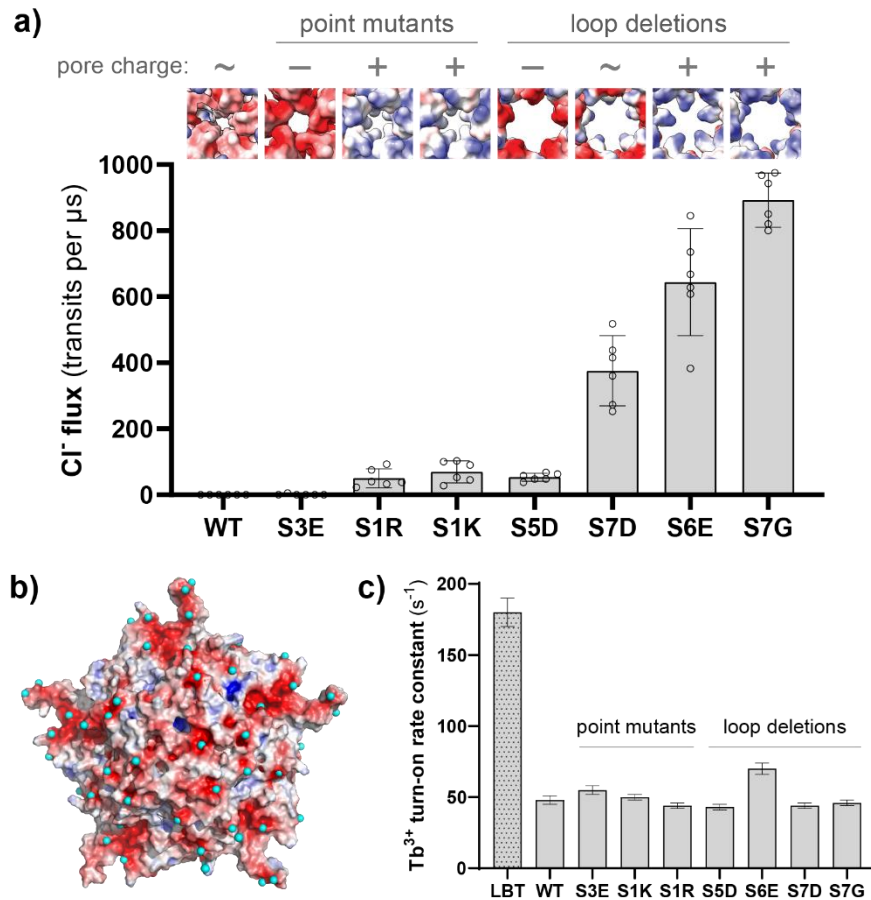 a)
point mutants loop deletions
pore charge: ~ − + + − ~ + +
Cl⁻ flux (transits per µs)
1000
800
600
400
200
0
WT S3E S1R S1K S5D S7D S6E S7G
b)
c)
Tb³⁺ turn-on rate constant (s⁻¹)
200
150
100
50
0
point mutants loop deletions
LBT WT S3E S1K S1R S5D S6E S7D S7G